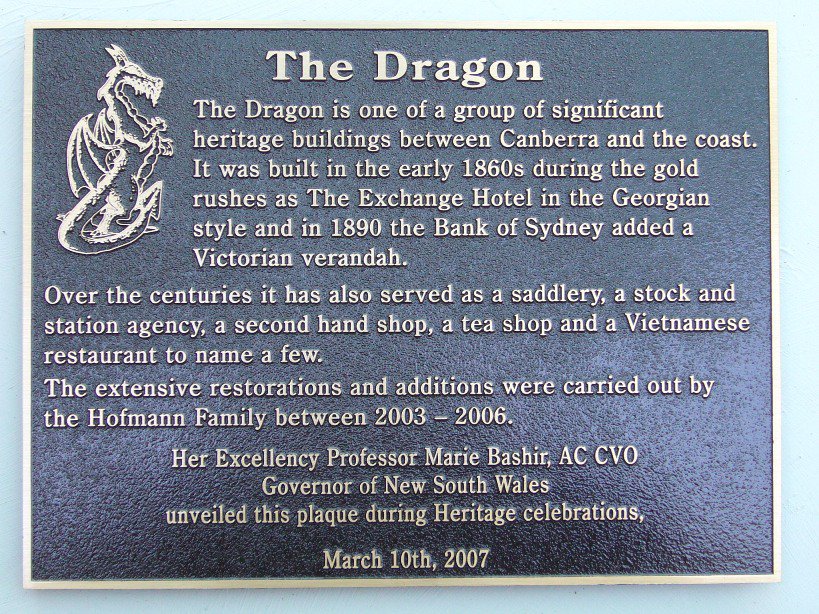 The Dragon
The Dragon is one of a group of significant
heritage buildings between Canberra and the coast.
It was built in the early 1860s during the gold
rushes as The Exchange Hotel in the Georgian
style and in 1890 the Bank of Sydney added a
Victorian verandah.
Over the centuries it has also served as a saddlery, a stock and
station agency, a second hand shop, a tea shop and a Vietnamese
restaurant to name a few.
The extensive restorations and additions were carried out by
the Hofmann Family between 2003 – 2006.
Her Excellency Professor Marie Bashir, AC CVO
Governor of New South Wales
unveiled this plaque during Heritage celebrations,
March 10th, 2007